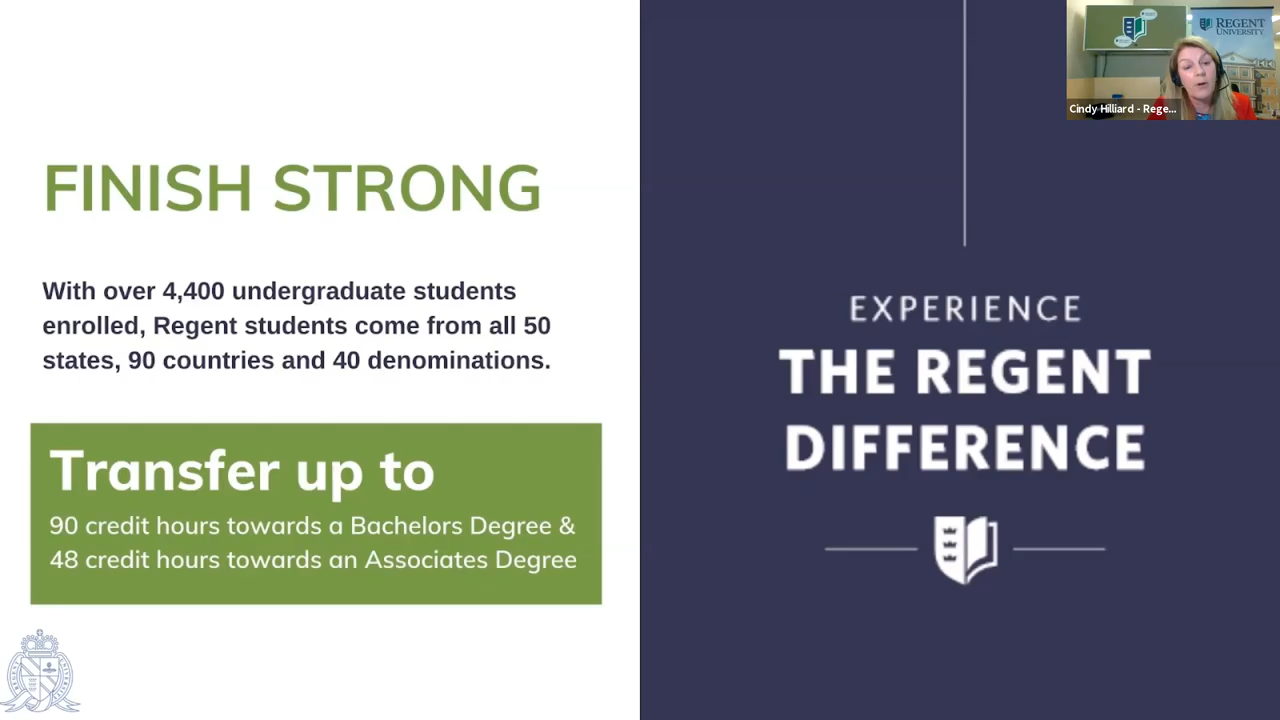 FINISH STRONG
With over 4,400 undergraduate students
enrolled, Regent students come from all 50
states, 90 countries and 40 denominations.
Transfer up to
90 credit hours towards a Bachelors Degree &
48 credit hours towards an Associates Degree
REGENT UNIVERSITY
REGENT
UNIVERSITY
Cindy Hilliard - Rege...
EXPERIENCE
THE REGENT
DIFFERENCE